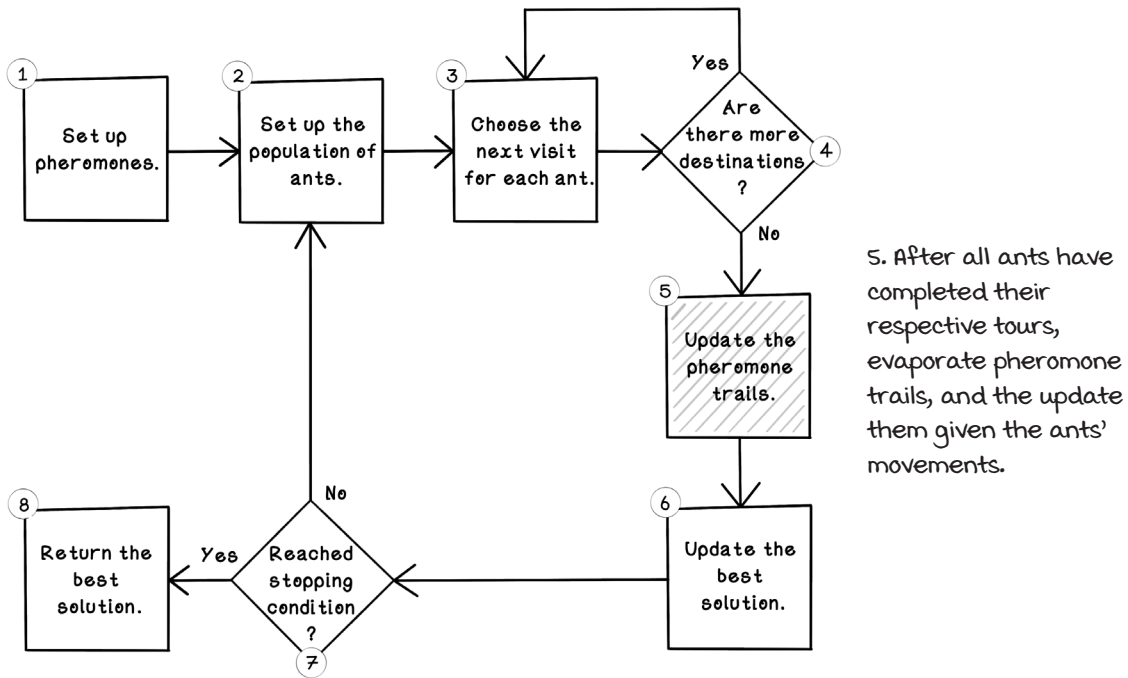 1
Set up
pheromones.
2
Set up the
population of
ants.
3
Choose the
next visit
for each ant.
Yes
Are
there more
destinations
?
4
No
5
Update the
pheromone
trails.
5. After all ants have
completed their
respective tours,
evaporate pheromone
trails, and the update
them given the ants'
movements.
6
Update the
best
solution.
No
Reached
stopping
condition
?
7
Yes
8
Return the
best
solution.